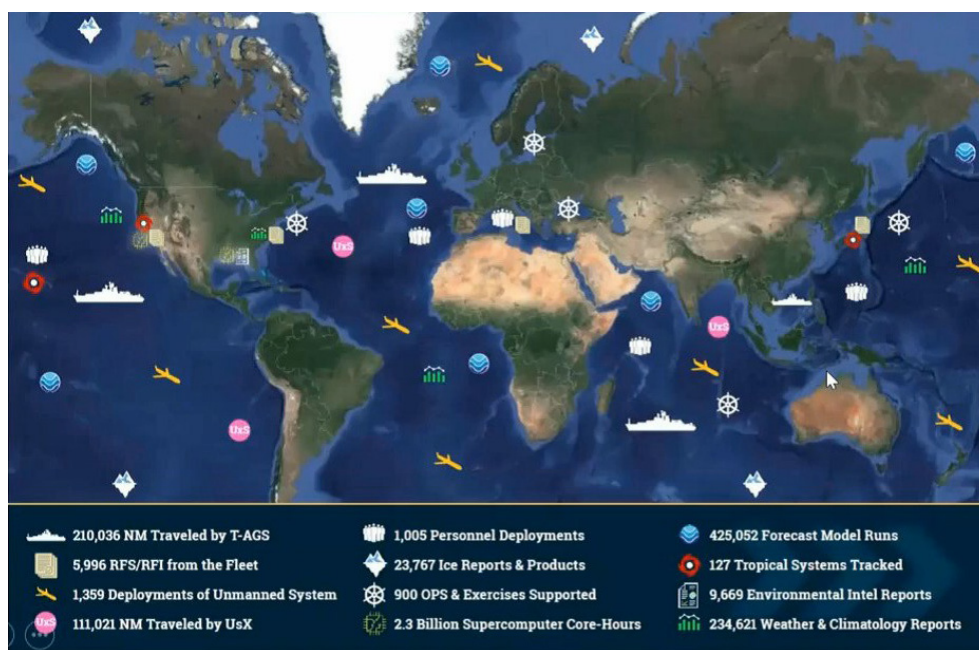 UxS
UxS
UxS
210,036 NM Traveled by T-AGS
5,996 RFS/RFI from the Fleet
1,359 Deployments of Unmanned System
UxS
111,021 NM Traveled by UsX
1,005 Personnel Deployments
23,767 Ice Reports & Products
900 OPS & Exercises Supported
2.3 Billion Supercomputer Core-Hours
425,052 Forecast Model Runs
127 Tropical Systems Tracked
9,669 Environmental Intel Reports
234,621 Weather & Climatology Reports